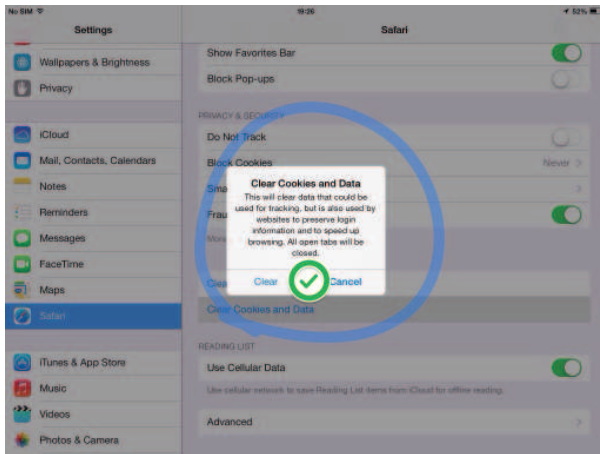 No SIM 19:26 52%
Settings Safari
Wallpapers & Brightness
Privacy
iCloud
Mail, Contacts, Calendars
Notes
Reminders
Messages
FaceTime
Maps
Safari
iTunes & App Store
Music
Videos
Photos & Camera
Show Favorites Bar
Block Pop-ups
PRIVACY & SECURITY
Do Not Track
Block Cookies Never
Sma
Frau
More
Clea
Clear Cookies and Data
READING LIST
Use Cellular Data
Use cellular network to save Reading List items from iCloud for offline reading.
Advanced
Clear Cookies and Data
This will clear data that could be
used for tracking, but is also used by
websites to preserve login
information and to speed up
browsing. All open tabs will be
closed.
Clear Cancel